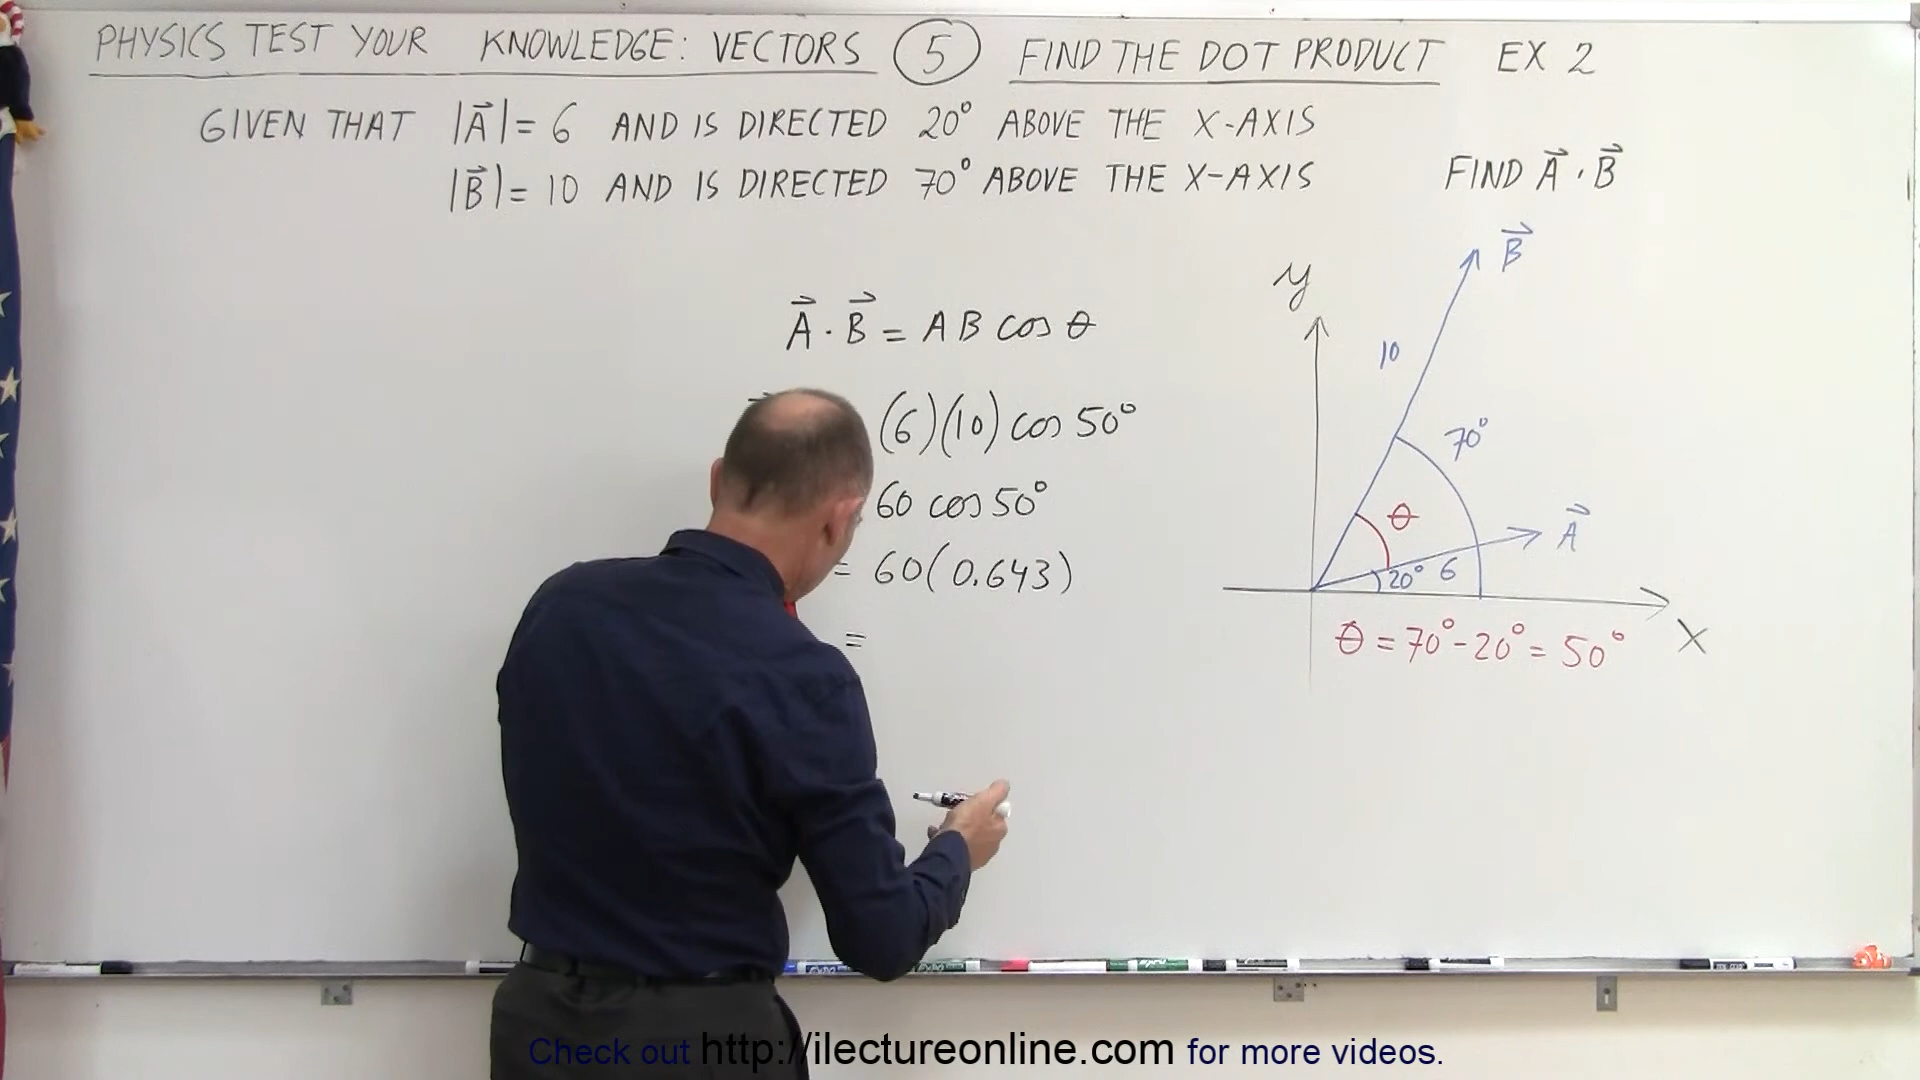 PHYSICS TEST YOUR KNOWLEDGE: VECTORS 5 FIND THE DOT PRODUCT EX 2
GIVEN THAT |A⃗| = 6 AND IS DIRECTED 20° ABOVE THE X-AXIS
|B⃗| = 10 AND IS DIRECTED 70° ABOVE THE X-AXIS
FIND A⃗ · B⃗
A⃗ · B⃗ = A B cos θ
(6)(10) cos 50°
60 cos 50°
= 60(0.643)
=
y
B⃗
10
70°
θ
A⃗
20° 6
X
θ = 70° - 20° = 50°
Check out http://ilectureonline.com for more videos.